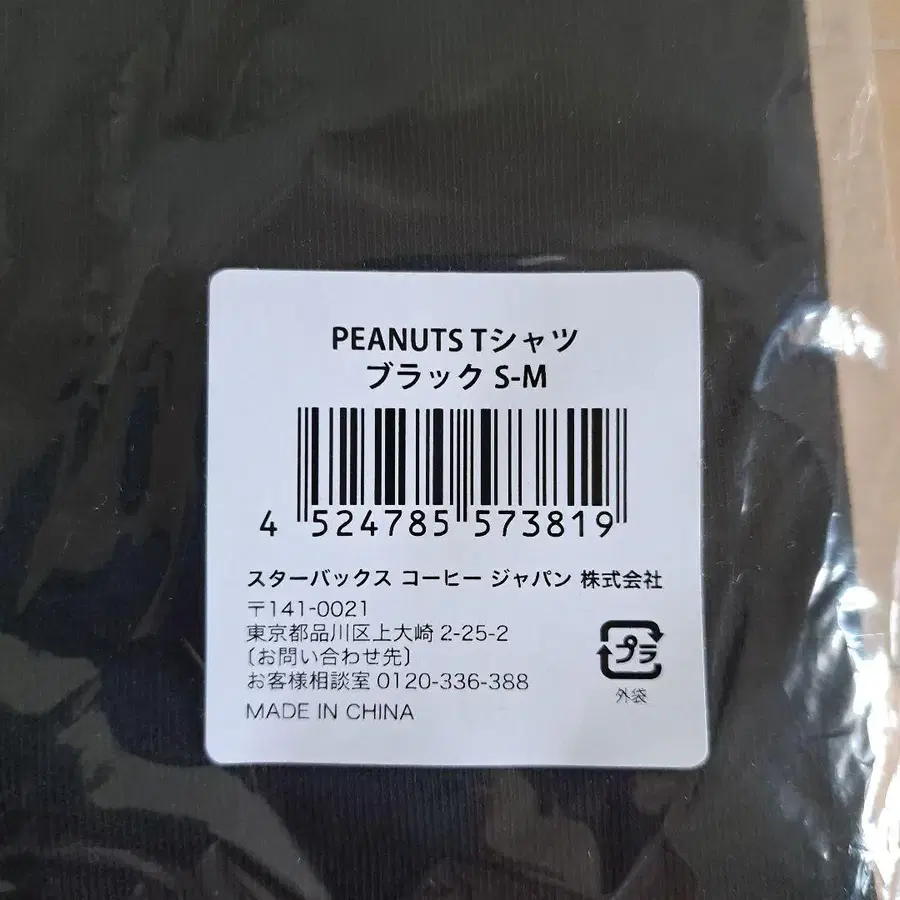 PEANUTS Tシャツ
ブラック S-M
4 524785 573819
スターバックス コーヒー ジャパン 株式会社
〒141-0021
東京都品川区上大崎 2-25-2
〔お問い合わせ先〕
お客様相談室 0120-336-388
MADE IN CHINA
プラ
外袋